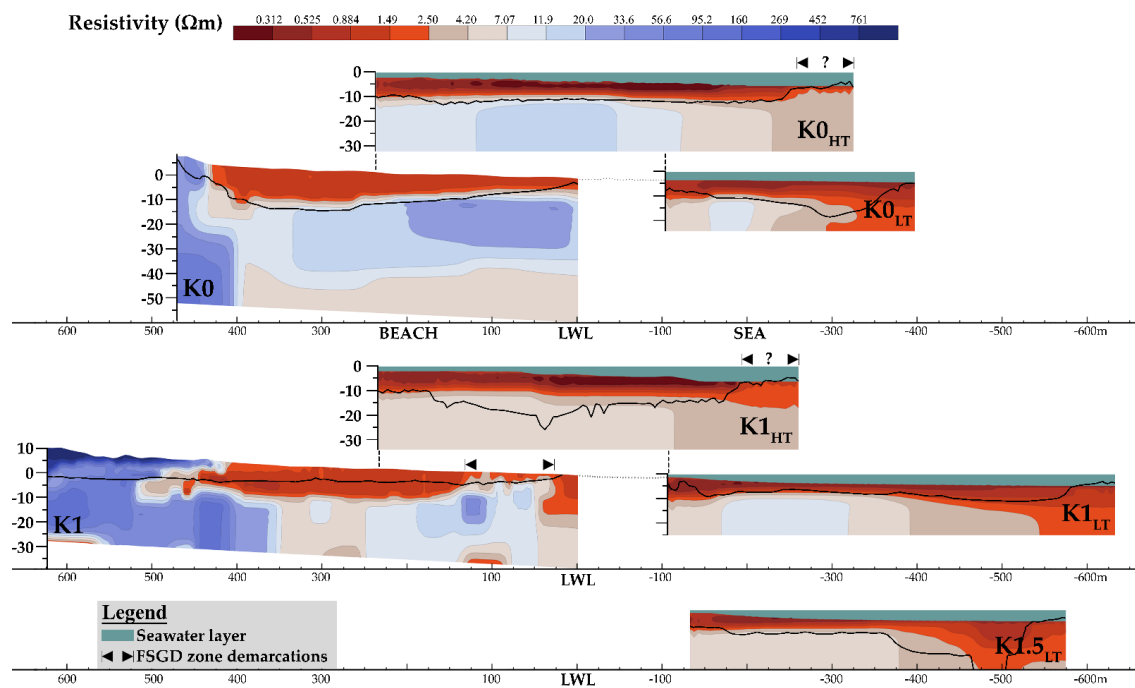 Resistivity (Ωm)
0.312 0.525 0.884 1.49 2.50 4.20 7.07 11.9 20.0 33.6 56.6 95.2 160 269 452 761
?
0
-10
-20
-30
K0HT
0
-10
-20
-30
-40
-50
K0
K0LT
600 500 400 300 BEACH 100 LWL -100 SEA -300 -400 -500 -600m
?
0
-10
-20
-30
K1HT
10
0
-10
-20
-30
K1
K1LT
600 500 400 300 200 100 LWL -100 -300 -400 -500 -600m
Legend
Seawater layer
FSGD zone demarcations
K1.5LT
600 500 400 300 200 100 LWL -100 -300 -400 -500 -600m